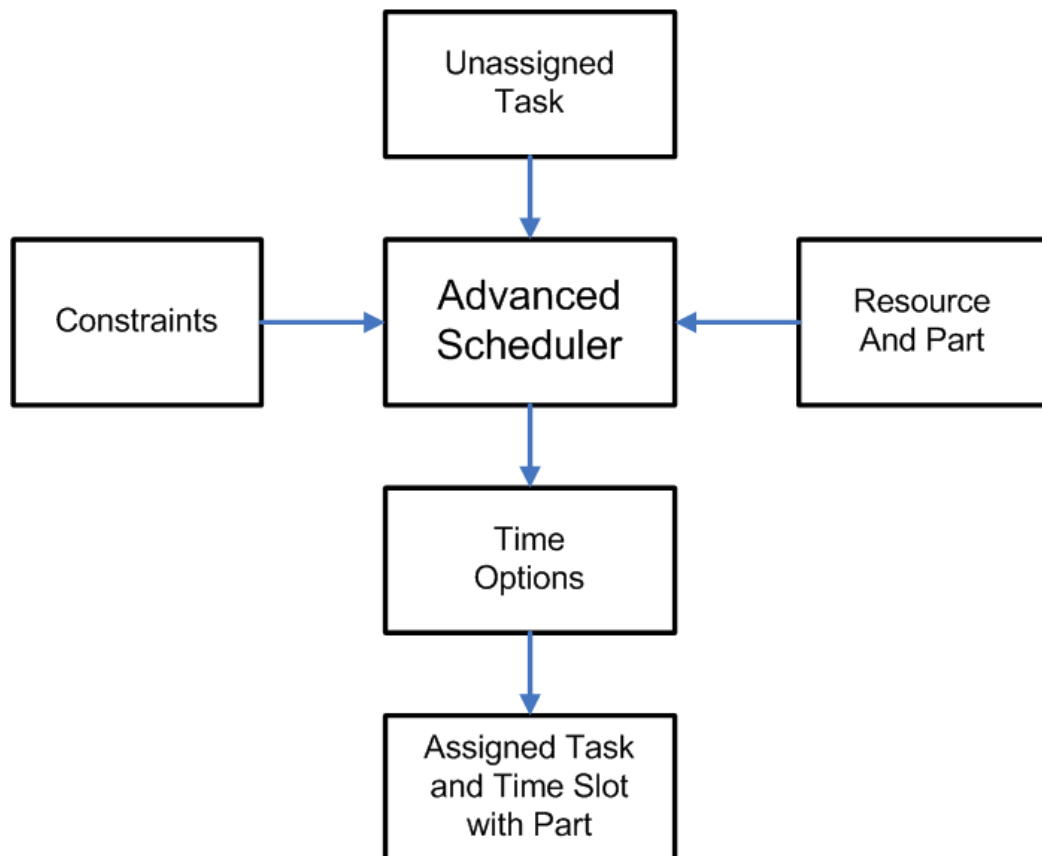 Unassigned
Task
Constraints
Advanced
Scheduler
Resource
And Part
Time
Options
Assigned Task
and Time Slot
with Part